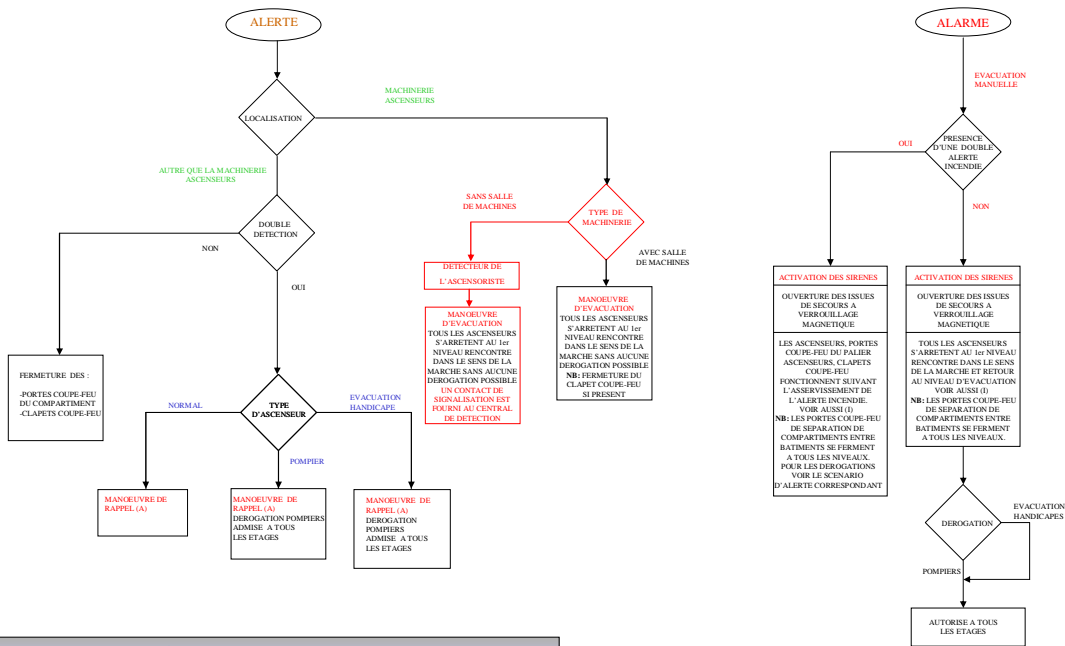 ALERTE
LOCALISATION
MACHINERIE
ASCENSEURS
AUTRE QUE LA MACHINERIE
ASCENSEURS
DOUBLE
DETECTION
NON
OUI
FERMETURE DES :
-PORTES COUPE-FEU
DU COMPARTIMENT
-CLAPETS COUPE-FEU
TYPE
D'ASCENSEUR
NORMAL
EVACUATION
HANDICAPE
POMPIER
MANOEUVRE DE
RAPPEL (A)
MANOEUVRE DE
RAPPEL (A)
DEROGATION POMPIERS
ADMISE A TOUS
LES ETAGES
MANOEUVRE DE
RAPPEL (A)
DEROGATION
POMPIERS
ADMISE A TOUS
LES ETAGES
TYPE DE
MACHINERIE
SANS SALLE
DE MACHINES
AVEC SALLE
DE MACHINES
DETECTEUR DE
L'ASCENSORISTE
MANOEUVRE
D'EVACUATION
TOUS LES ASCENSEURS
S'ARRETENT AU 1er
NIVEAU RENCONTRE
DANS LE SENS DE LA
MARCHE SANS AUCUNE
DEROGATION POSSIBLE
UN CONTACT DE
SIGNALISATION EST
FOURNI AU CENTRAL
DE DETECTION
MANOEUVRE
D'EVACUATION
TOUS LES ASCENSEURS
S'ARRETENT AU 1er
NIVEAU RENCONTRE
DANS LE SENS DE LA
MARCHE SANS AUCUNE
DEROGATION POSSIBLE
NB: FERMETURE DU
CLAPET COUPE-FEU
SI PRESENT
ALARME
EVACUATION
MANUELLE
PRESENCE
D'UNE DOUBLE
ALERTE
INCENDIE
OUI
NON
ACTIVATION DES SIRENES
OUVERTURE DES ISSUES
DE SECOURS A
VERROUILLAGE
MAGNETIQUE
LES ASCENSEURS, PORTES
COUPE-FEU DU PALIER
ASCENSEURS, CLAPETS
COUPE-FEU
FONCTIONNENT SUIVANT
L'ASSERVISSEMENT DE
L'ALERTE INCENDIE.
VOIR AUSSI (I)
NB: LES PORTES COUPE-FEU
DE SEPARATION DE
COMPARTIMENTS ENTRE
BATIMENTS SE FERMENT
A TOUS LES NIVEAUX.
POUR LES DEROGATIONS
VOIR LE SCENARIO
D'ALERTE CORRESPONDANT
ACTIVATION DES SIRENES
OUVERTURE DES ISSUES
DE SECOURS A
VERROUILLAGE
MAGNETIQUE
TOUS LES ASCENSEURS
S'ARRETENT AU 1er NIVEAU
RENCONTRE DANS LE SENS
DE LA MARCHE ET RETOUR
AU NIVEAU D'EVACUATION
VOIR AUSSI (I)
NB: LES PORTES COUPE-FEU
DE SEPARATION DE
COMPARTIMENTS ENTRE
BATIMENTS SE FERMENT
A TOUS LES NIVEAUX.
DEROGATION
EVACUATION
HANDICAPES
POMPIERS
AUTORISE A TOUS
LES ETAGES